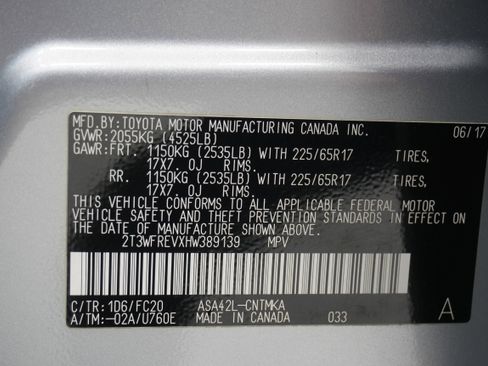 MFD.BY:TOYOTA MOTOR MANUFACTURING CANADA INC. 06/17
GVWR:2055KG (4525LB)
GAWR:FRT. 1150KG (2535LB) WITH 225/65R17 TIRES,
17X7.0J RIMS.
RR. 1150KG (2535LB) WITH 225/65R17 TIRES,
17X7.0J RIMS.
THIS VEHICLE CONFORMS TO ALL APPLICABLE FEDERAL MOTOR
VEHICLE SAFETY AND THEFT PREVENTION STANDARDS IN EFFECT ON
THE DATE OF MANUFACTURE SHOWN ABOVE.
2T3WFREVXHW389139 MPV
C/TR:1D6/FC20 ASA42L-CNTMKA A
A/TM:-02A/U760E MADE IN CANADA 033